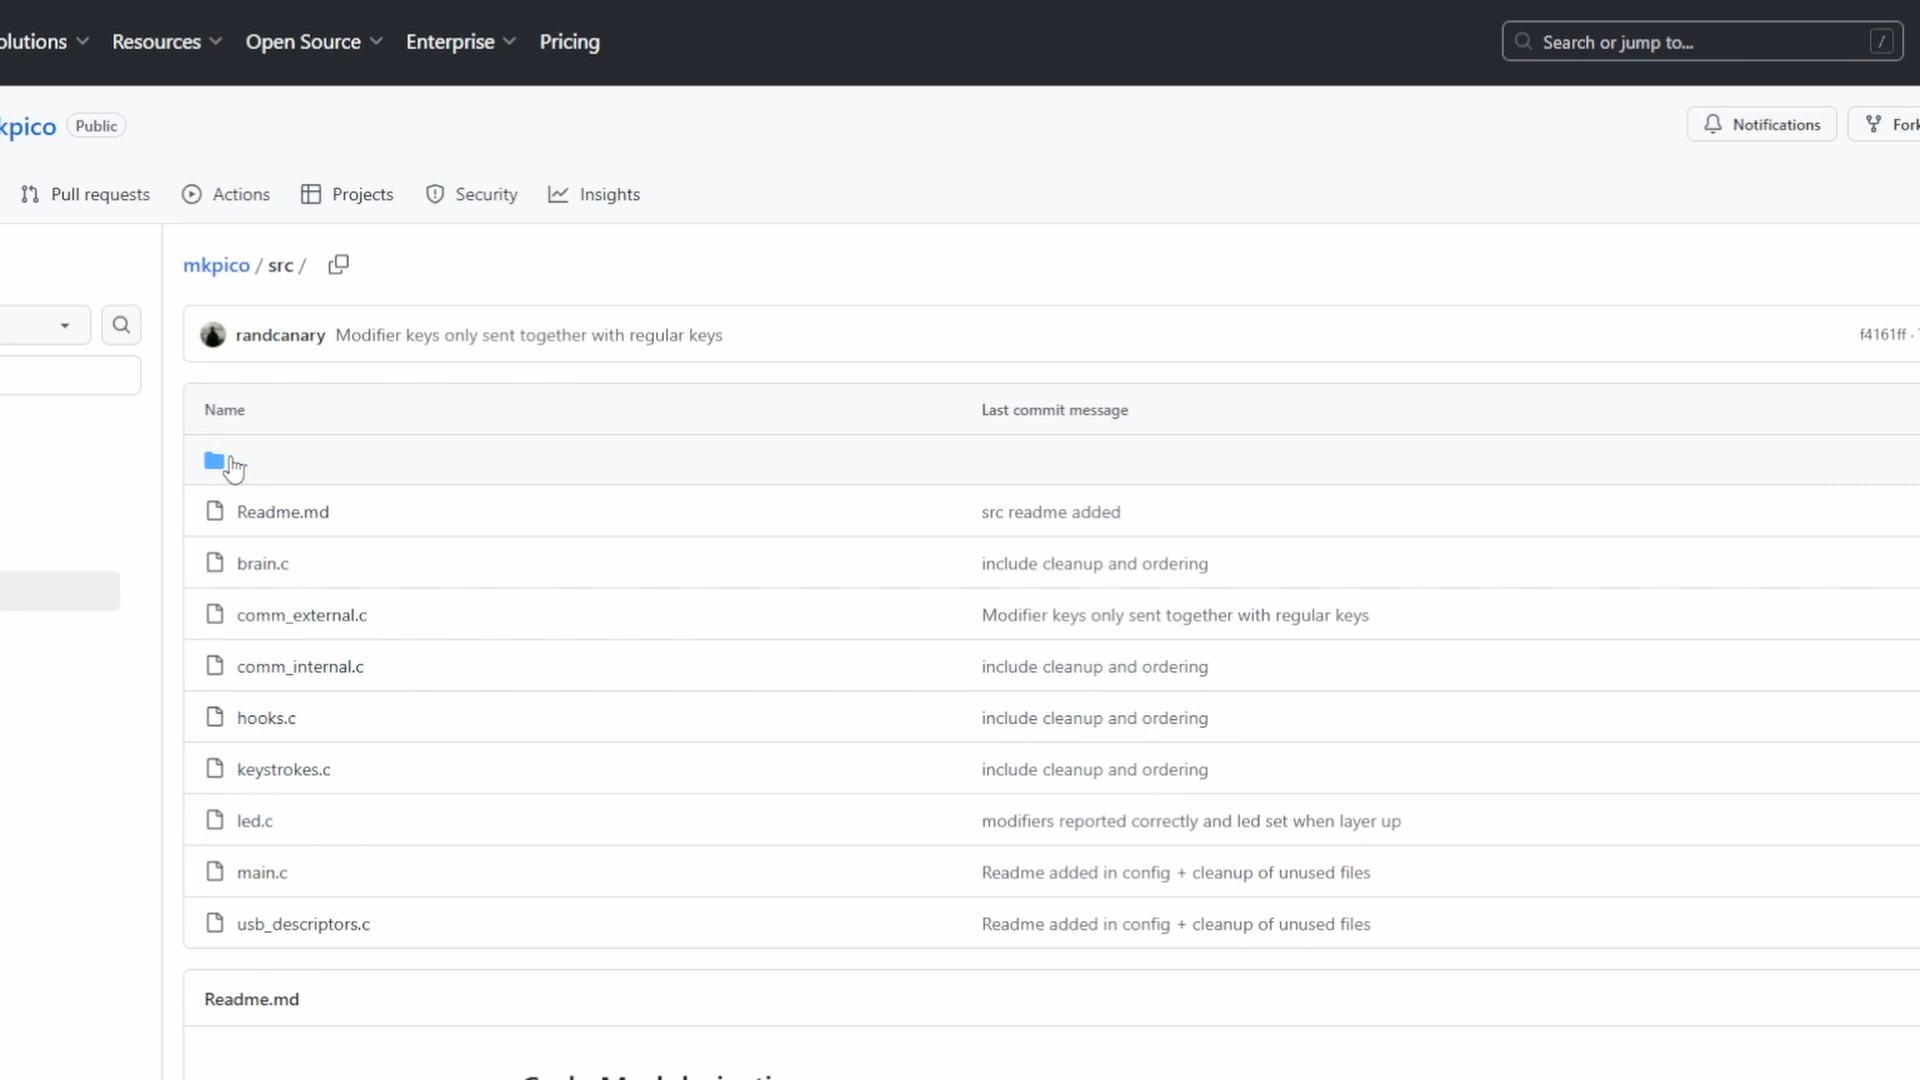 olutions Resources Open Source Enterprise Pricing Search or jump to... /
kpico Public Notifications Fork
Pull requests Actions Projects Security Insights
mkpico / src /
randcanary Modifier keys only sent together with regular keys f4161ff ·
Name Last commit message
Readme.md src readme added
brain.c include cleanup and ordering
comm_external.c Modifier keys only sent together with regular keys
comm_internal.c include cleanup and ordering
hooks.c include cleanup and ordering
keystrokes.c include cleanup and ordering
led.c modifiers reported correctly and led set when layer up
main.c Readme added in config + cleanup of unused files
usb_descriptors.c Readme added in config + cleanup of unused files
Readme.md